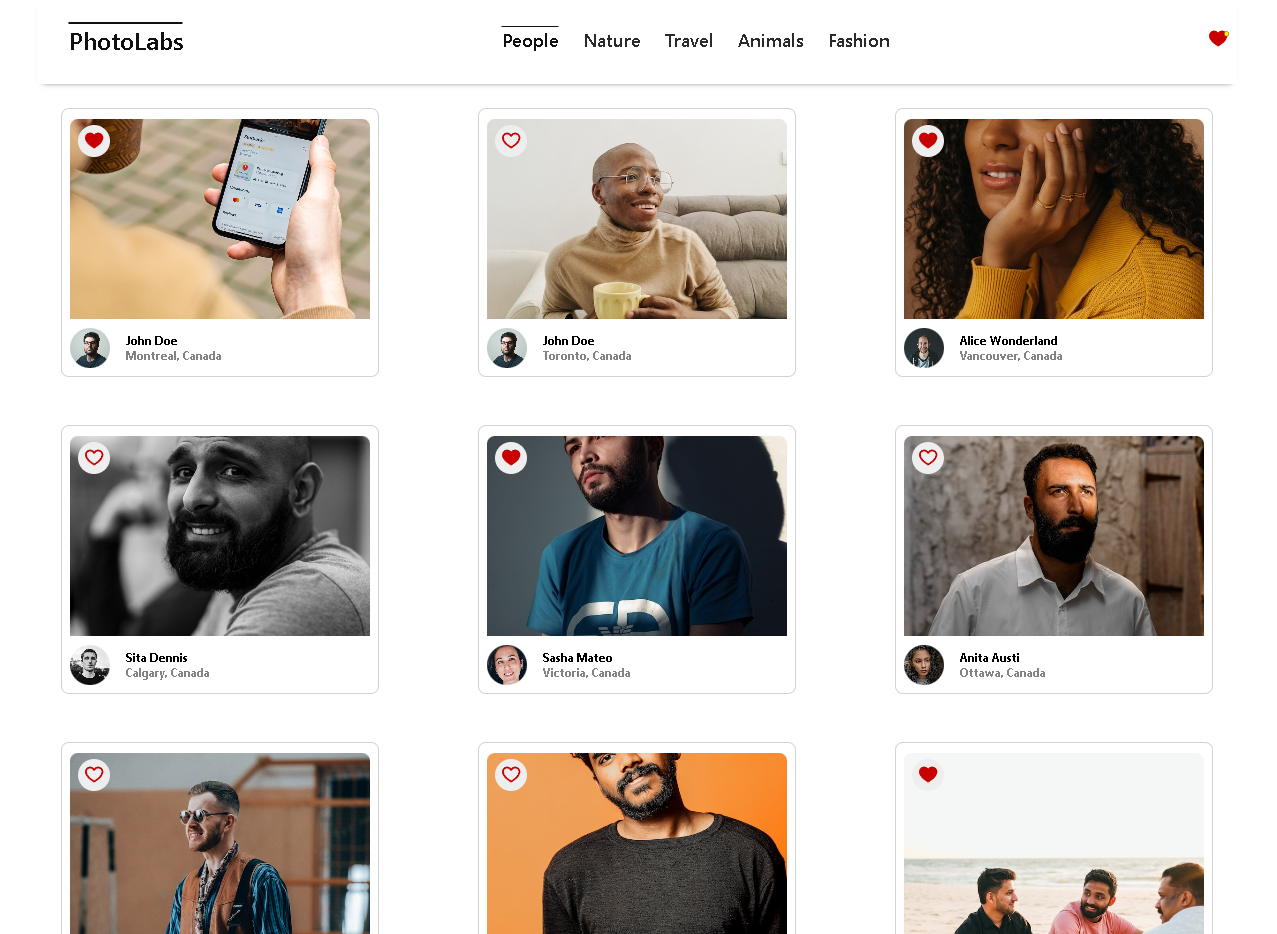 PhotoLabs
People Nature Travel Animals Fashion
John Doe
Montreal, Canada
John Doe
Toronto, Canada
Alice Wonderland
Vancouver, Canada
Sita Dennis
Calgary, Canada
Sasha Mateo
Victoria, Canada
Anita Austi
Ottawa, Canada